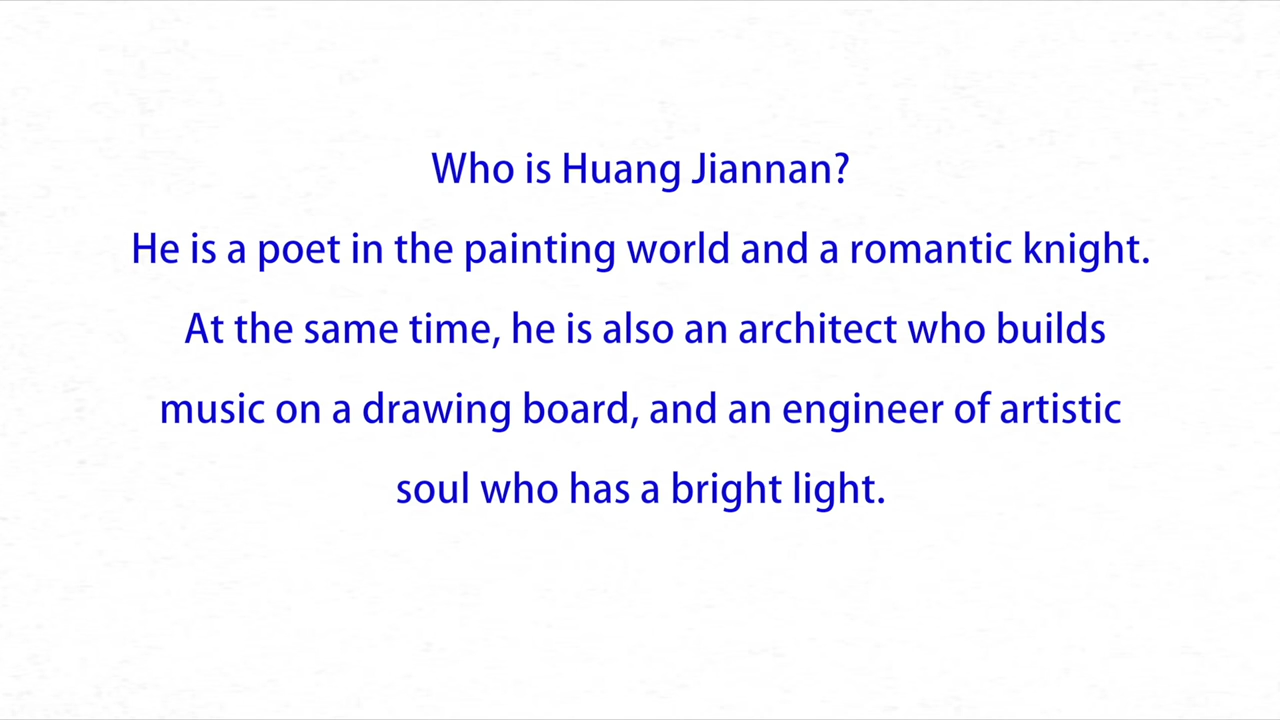 Who is Huang Jiannan?
He is a poet in the painting world and a romantic knight.
At the same time, he is also an architect who builds
music on a drawing board, and an engineer of artistic
soul who has a bright light.